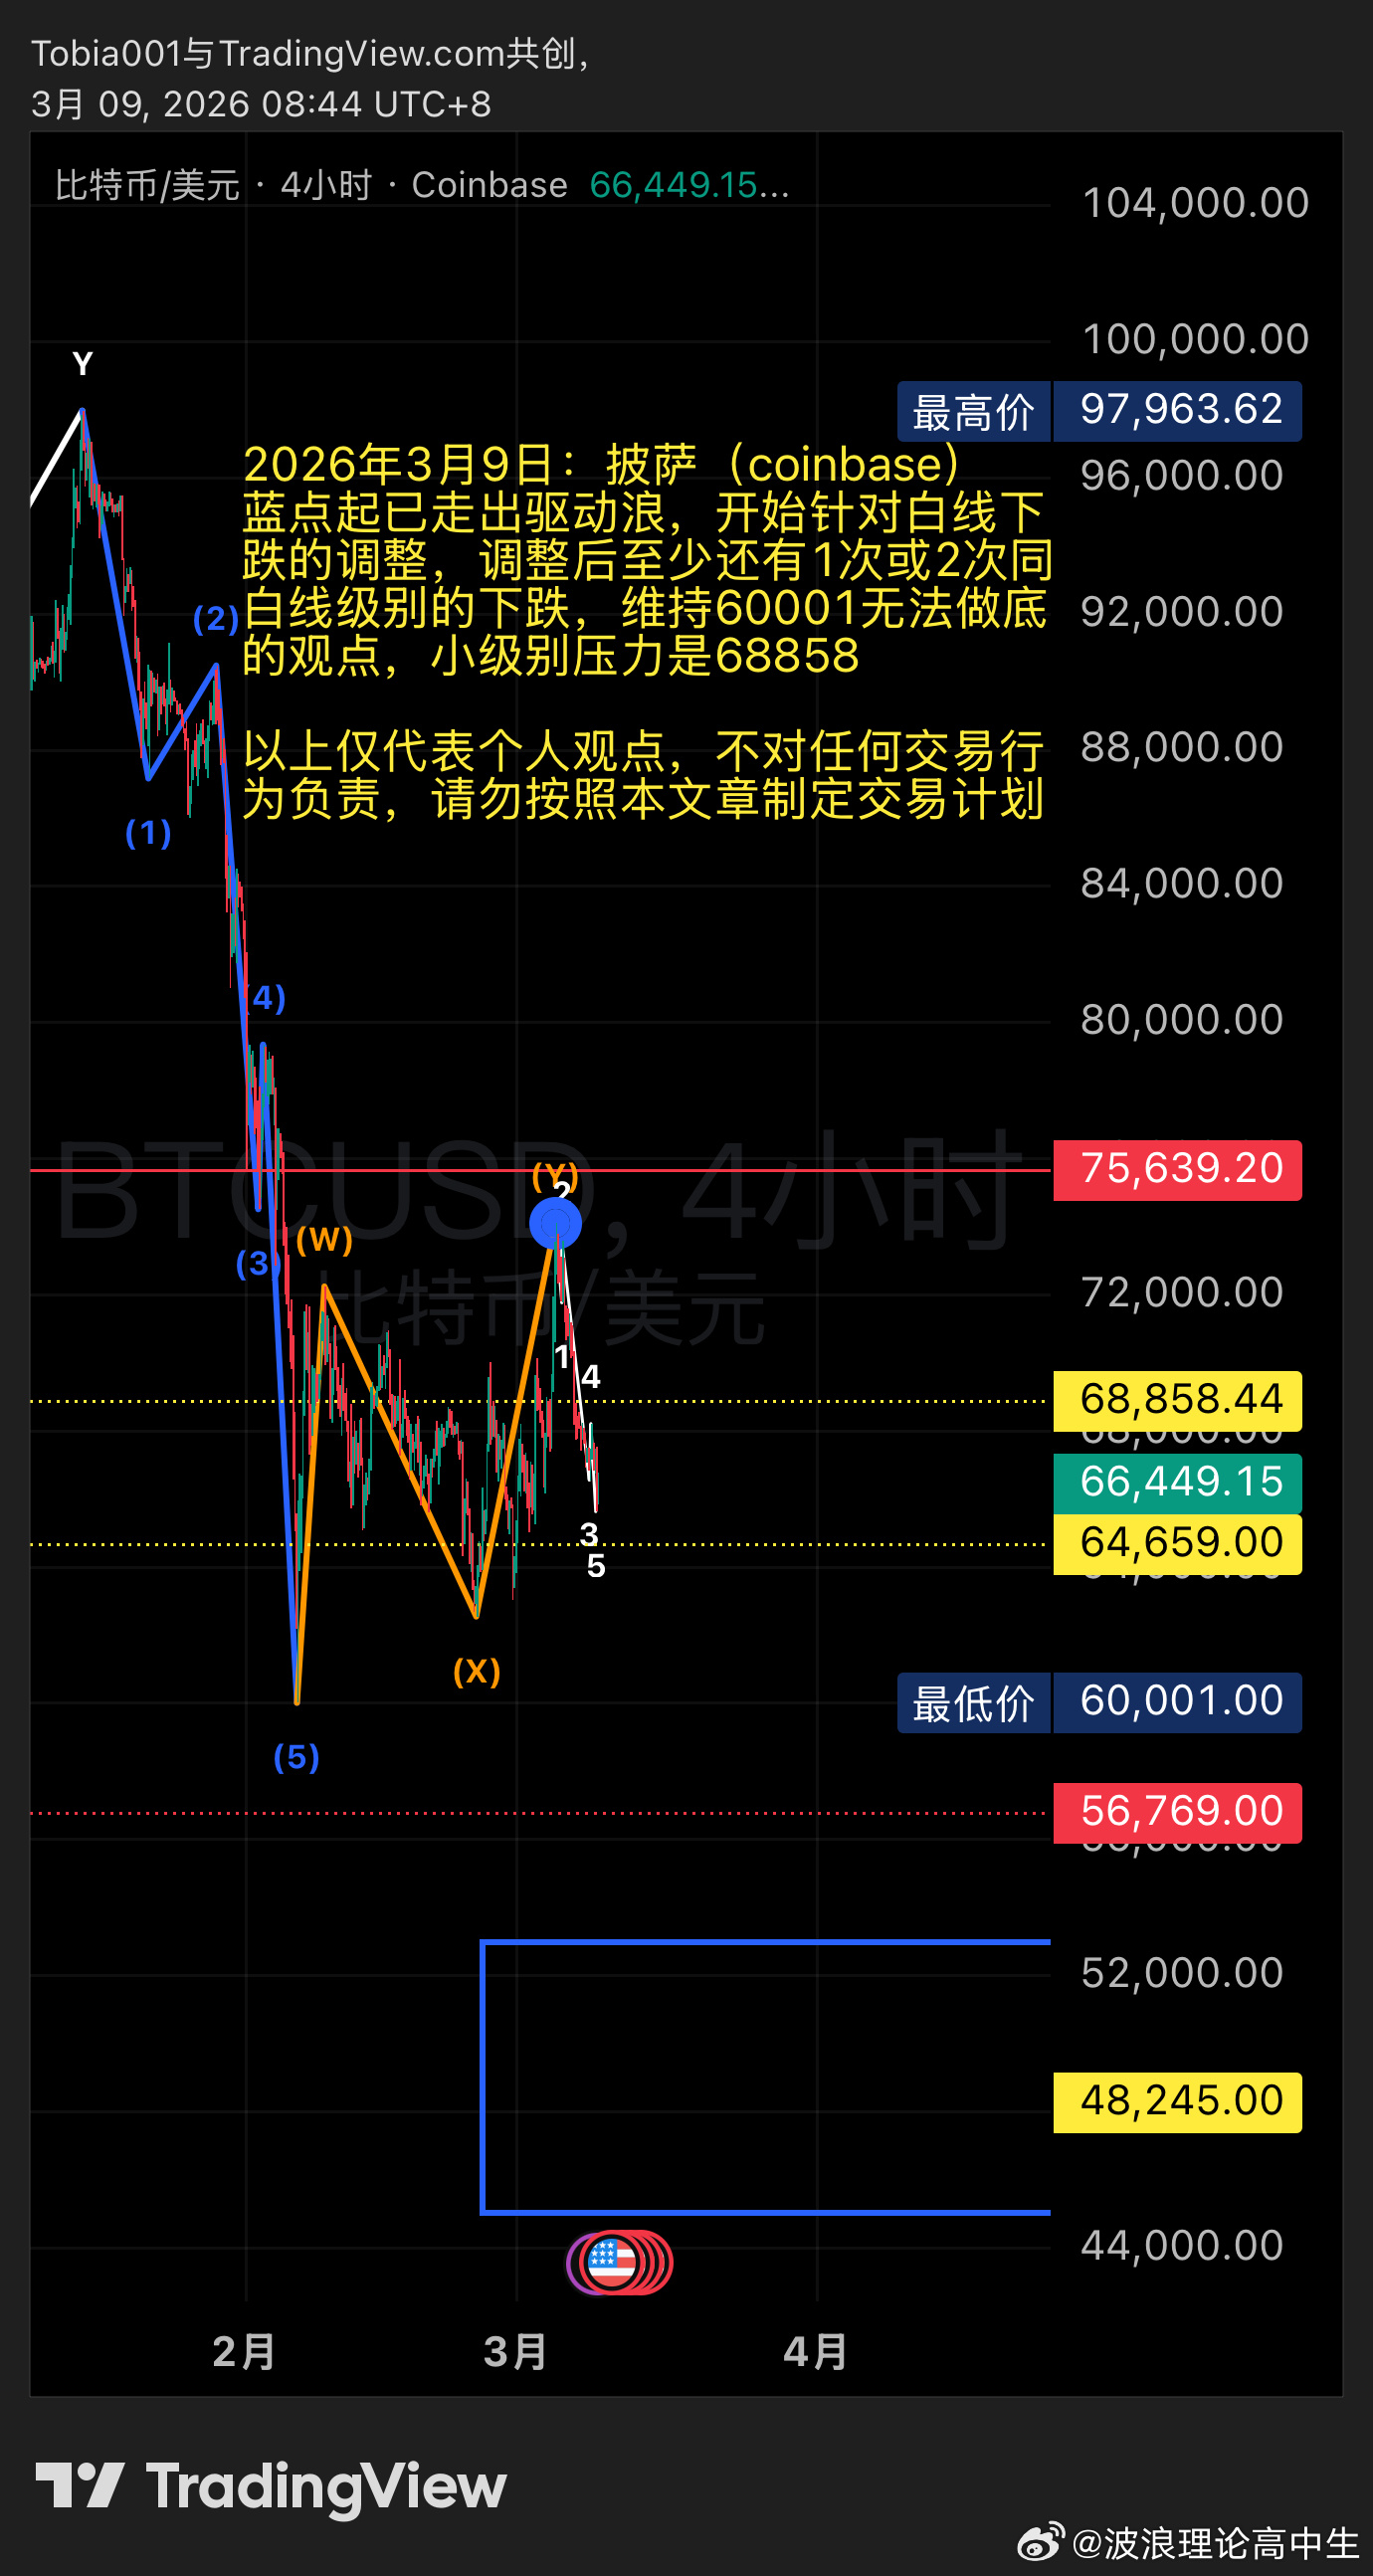 Tobia001与TradingView.com共创，
3月 09, 2026 08:44 UTC+8
比特币/美元 · 4小时 · Coinbase 66,449.15...
104,000.00
100,000.00
Y
最高价 97,963.62
2026年3月9日：披萨（coinbase）
96,000.00
蓝点起已走出驱动浪，开始针对白线下
跌的调整，调整后至少还有1次或2次同
(2)
白线级别的下跌，维持60001无法做底
92,000.00
的观点，小级别压力是68858
以上仅代表个人观点，不对任何交易行
88,000.00
为负责，请勿按照本文章制定交易计划
(1)
84,000.00
(4)
80,000.00
BTCUSD, 4小时
75,639.20
(Y)
2
(W)
(3)
比特币/美元
72,000.00
1
4
68,858.44
68,000.00
66,449.15
3
64,659.00
5
(X)
最低价 60,001.00
(5)
56,769.00
52,000.00
48,245.00
44,000.00
2月 3月 4月
TradingView
@波浪理论高中生